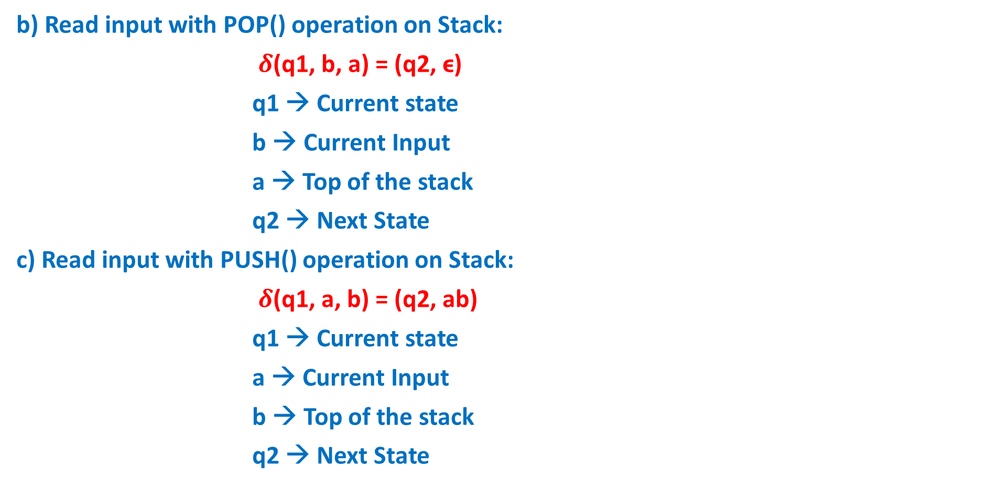 b) Read input with POP() operation on Stack:
δ(q1, b, a) = (q2, ϵ)
q1 → Current state
b → Current Input
a → Top of the stack
q2 → Next State
c) Read input with PUSH() operation on Stack:
δ(q1, a, b) = (q2, ab)
q1 → Current state
a → Current Input
b → Top of the stack
q2 → Next State